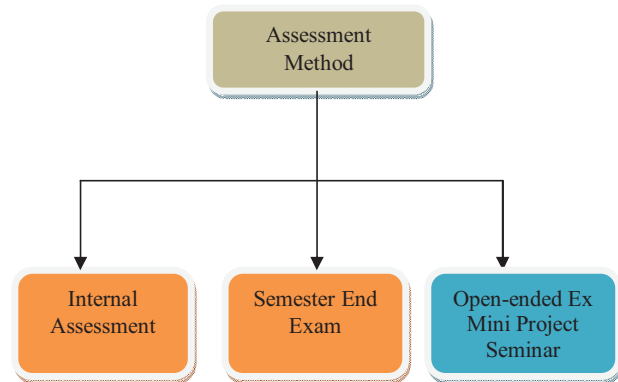 Assessment
Method
Internal
Assessment
Semester End
Exam
Open-ended Ex
Mini Project
Seminar